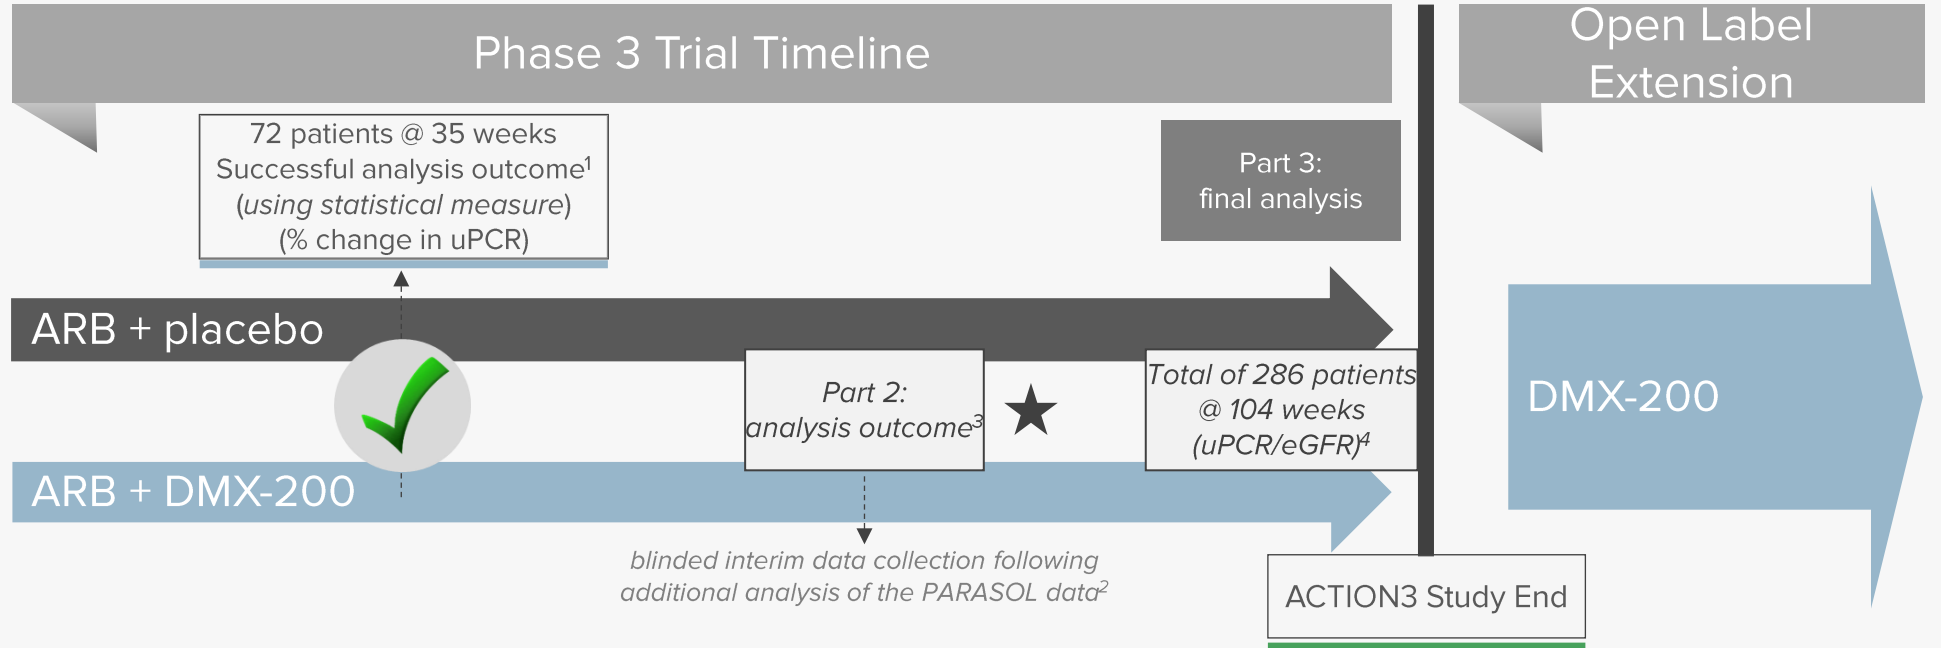 Phase 3 Trial Timeline
Open Label
Extension
72 patients @ 35 weeks
Successful analysis outcome¹
(using statistical measure)
(% change in uPCR)
Part 3:
final analysis
ARB + placebo
Part 2:
analysis outcome³
Total of 286 patients
@ 104 weeks
(uPCR/eGFR)⁴
DMX-200
ARB + DMX-200
blinded interim data collection following
additional analysis of the PARASOL data²
ACTION3 Study End